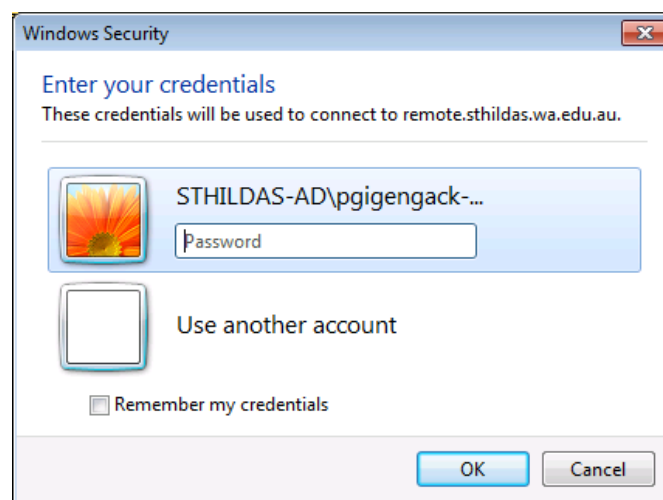 Windows Security
Enter your credentials
These credentials will be used to connect to remote.sthildas.wa.edu.au.
STHILDAS-AD\pgigengack-...
Password
Use another account
Remember my credentials
OK
Cancel